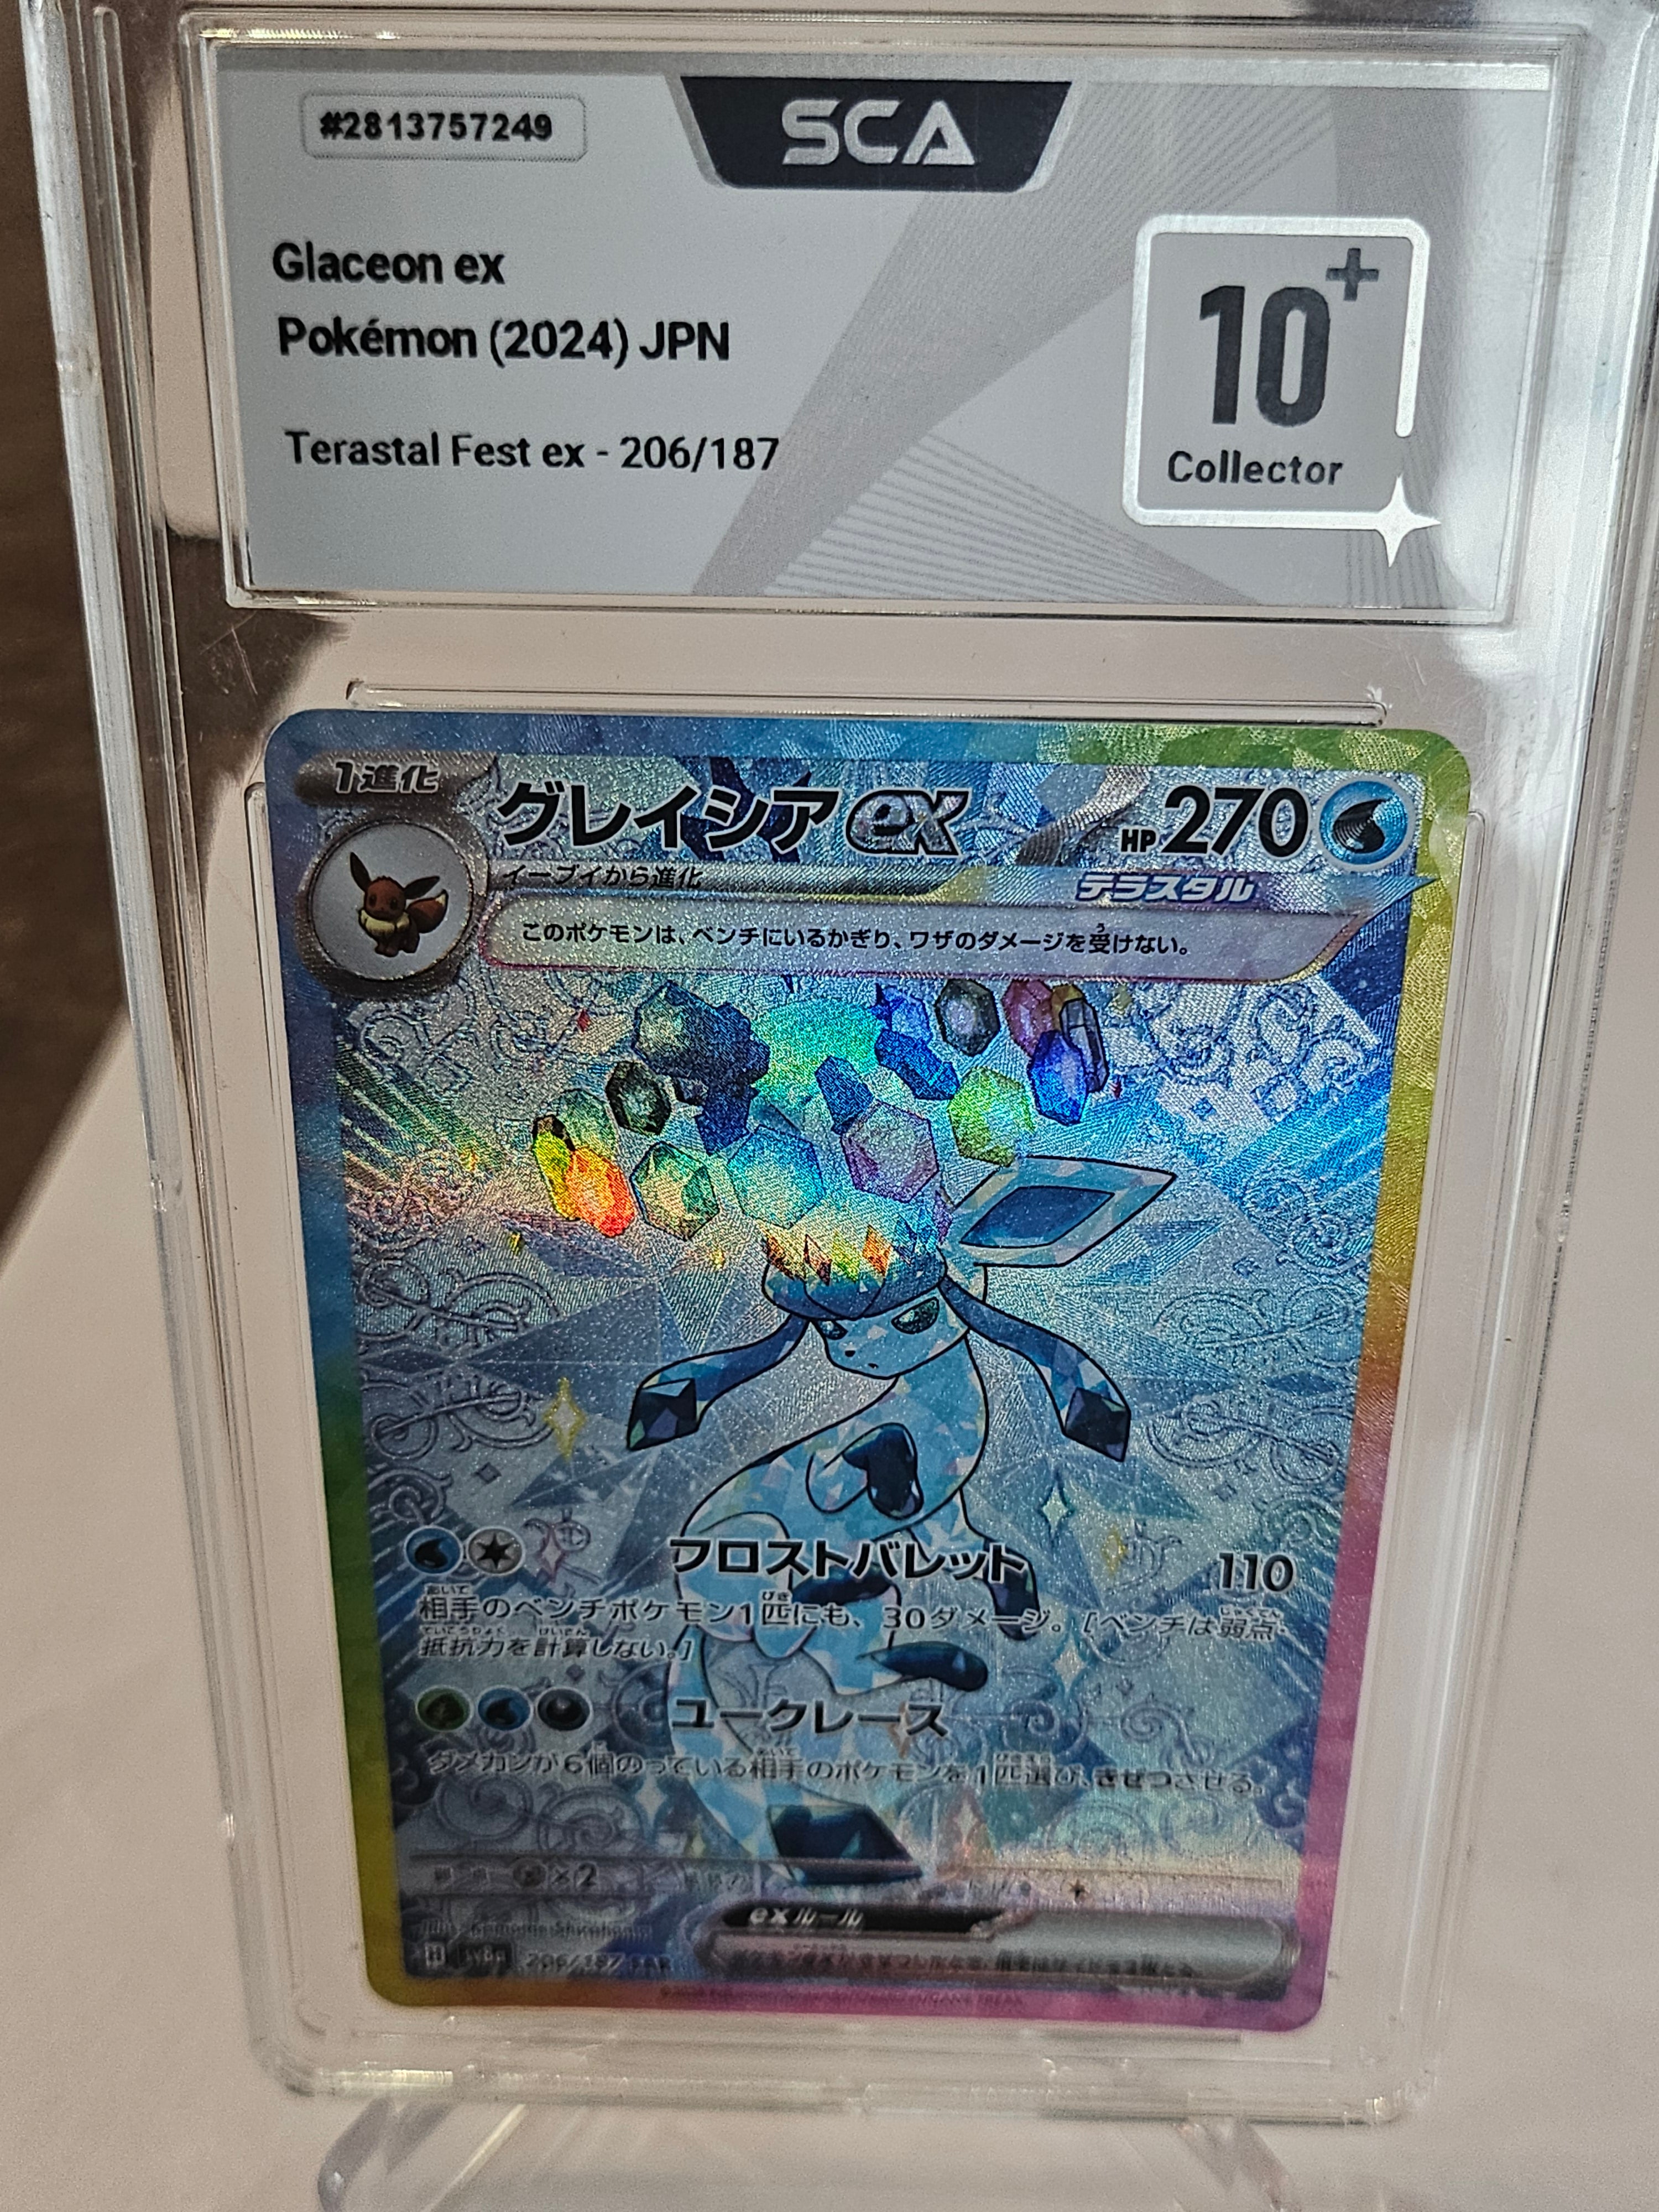 #2813757249
SCA
Glaceon ex
Pokémon (2024) JPN
Terastal Fest ex - 206/187
10+
Collector
1進化
グレイシアex
HP270
イーブイから進化
テラスタル
このポケモンは、ベンチにいるかぎり、ワザのダメージを受けない。
フロストバレット 110
相手のベンチポケモン1匹にも、30ダメージ。[ベンチは弱点・
抵抗力を計算しない。]
ユークレース
ダメカンが6個のっている相手のポケモンを1匹選び、きぜつさせる。
×2
exルール
206/187